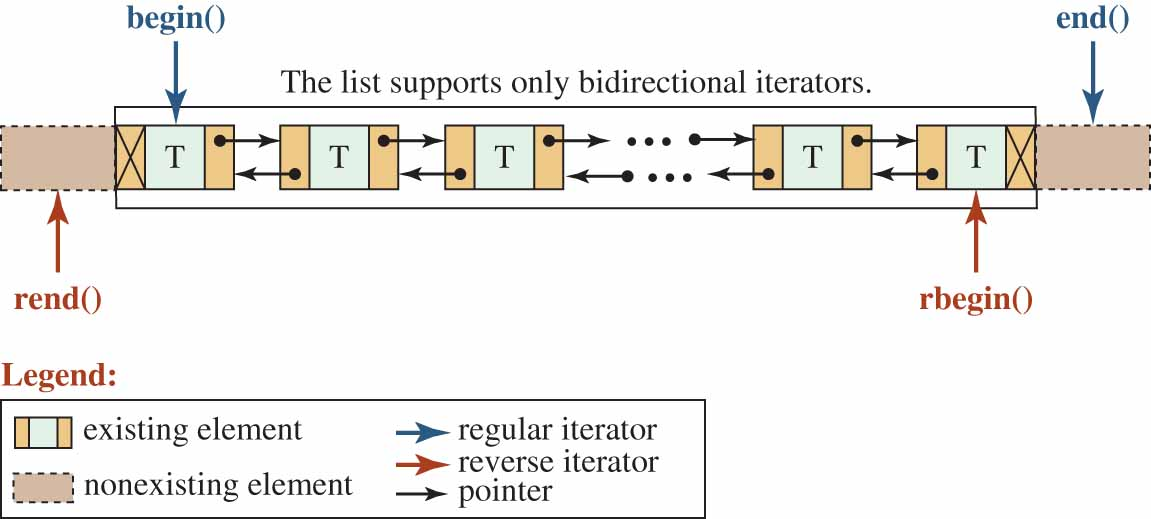 begin()
end()
The list supports only bidirectional iterators.
T T T ••• T T
•••
rend()
rbegin()
Legend:
existing element
regular iterator
reverse iterator
nonexisting element
pointer